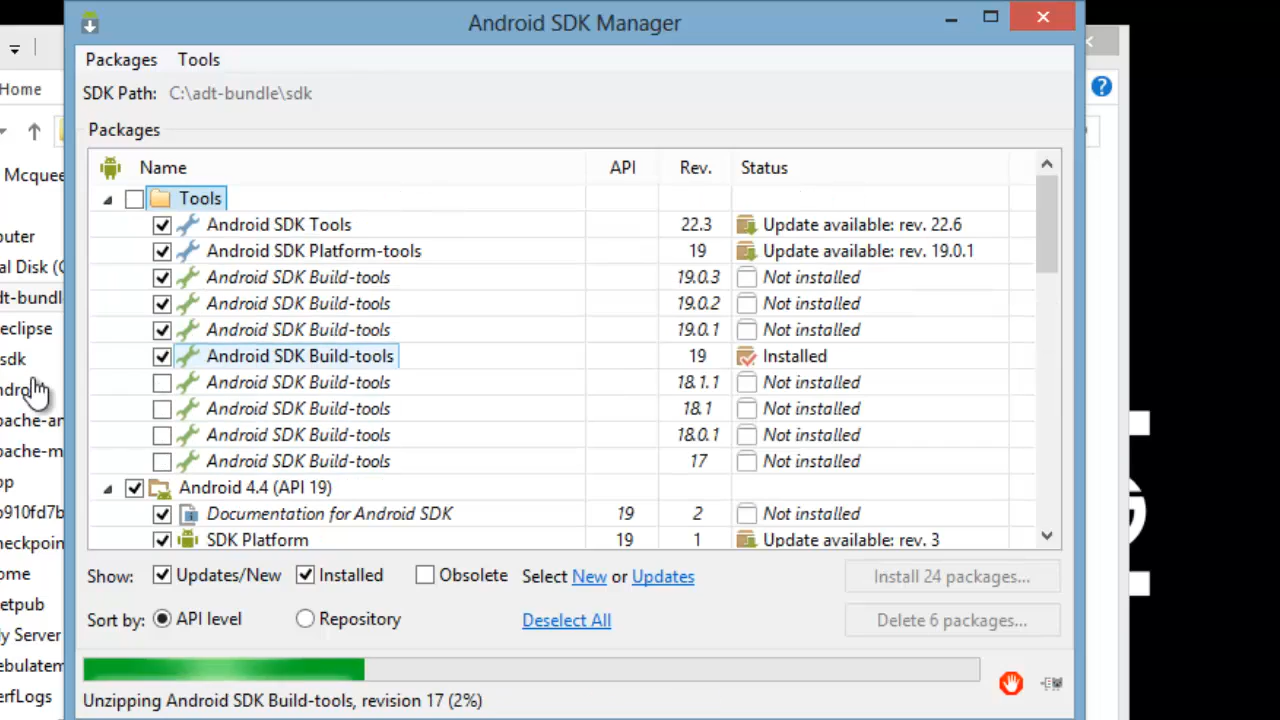 Android SDK Manager
Packages Tools
Home
SDK Path: C:\adt-bundle\sdk
Packages
Name API Rev. Status
Mcquee
Tools
Android SDK Tools 22.3 Update available: rev. 22.6
Android SDK Platform-tools 19 Update available: rev. 19.0.1
Android SDK Build-tools 19.0.3 Not installed
Android SDK Build-tools 19.0.2 Not installed
Android SDK Build-tools 19.0.1 Not installed
Android SDK Build-tools 19 Installed
Android SDK Build-tools 18.1.1 Not installed
Android SDK Build-tools 18.1 Not installed
Android SDK Build-tools 18.0.1 Not installed
Android SDK Build-tools 17 Not installed
Android 4.4 (API 19)
Documentation for Android SDK 19 2 Not installed
SDK Platform 19 1 Update available: rev. 3
uter
al Disk (C
dt-bundl
eclipse
sdk
ndro
pache-an
pache-m
pp
b910fd7b
heckpoin
ome
etpub
ly Server
ebulatem
erfLogs
Show: Updates/New Installed Obsolete Select New or Updates Install 24 packages...
Sort by: API level Repository Deselect All Delete 6 packages...
Unzipping Android SDK Build-tools, revision 17 (2%)